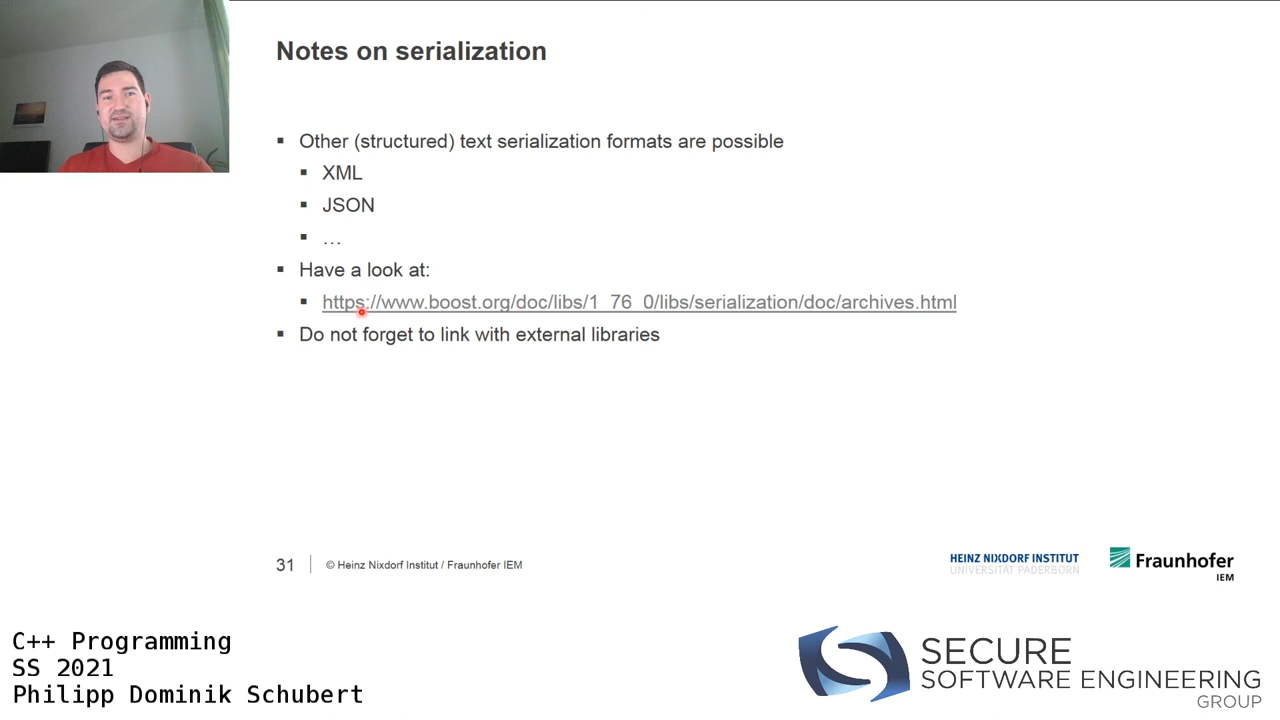 Notes on serialization
Other (structured) text serialization formats are possible
XML
JSON
…
Have a look at:
https://www.boost.org/doc/libs/1_76_0/libs/serialization/doc/archives.html
Do not forget to link with external libraries
31
© Heinz Nixdorf Institut / Fraunhofer IEM
HEINZ NIXDORF INSTITUT
UNIVERSITÄT PADERBORN
Fraunhofer
IEM
C++ Programming
SS 2021
Philipp Dominik Schubert
SECURE
SOFTWARE ENGINEERING
GROUP